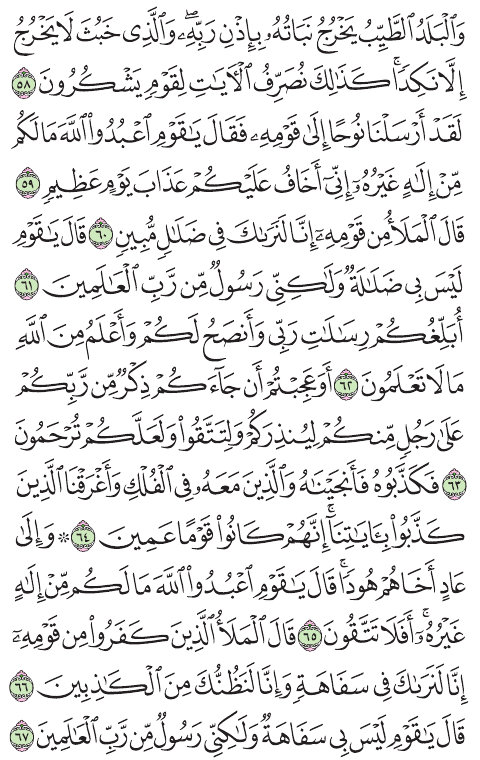 وَٱلۡبَلَدُ ٱلطَّيِّبُ يَخۡرُجُ نَبَاتُهُۥ بِإِذۡنِ رَبِّهِۦۖ وَٱلَّذِي خَبُثَ لَا يَخۡرُجُ
إِلَّا نَكِدٗاۚ كَذَٰلِكَ نُصَرِّفُ ٱلۡأٓيَٰتِ لِقَوۡمٖ يَشۡكُرُونَ ٥٨
لَقَدۡ أَرۡسَلۡنَا نُوحًا إِلَىٰ قَوۡمِهِۦ فَقَالَ يَٰقَوۡمِ ٱعۡبُدُواْ ٱللَّهَ مَا لَكُم
مِّنۡ إِلَٰهٍ غَيۡرُهُۥٓ إِنِّيٓ أَخَافُ عَلَيۡكُمۡ عَذَابَ يَوۡمٍ عَظِيمٖ ٥٩
قَالَ ٱلۡمَلَأُ مِن قَوۡمِهِۦٓ إِنَّا لَنَرَىٰكَ فِي ضَلَٰلٖ مُّبِينٖ ٦٠ قَالَ يَٰقَوۡمِ
لَيۡسَ بِي ضَلَٰلَةٞ وَلَٰكِنِّي رَسُولٞ مِّن رَّبِّ ٱلۡعَٰلَمِينَ ٦١
أُبَلِّغُكُمۡ رِسَٰلَٰتِ رَبِّي وَأَنصَحُ لَكُمۡ وَأَعۡلَمُ مِنَ ٱللَّهِ
مَا لَا تَعۡلَمُونَ ٦٢ أَوَعَجِبۡتُمۡ أَن جَآءَكُمۡ ذِكۡرٞ مِّن رَّبِّكُمۡ
عَلَىٰ رَجُلٖ مِّنكُمۡ لِيُنذِرَكُمۡ وَلِتَتَّقُواْ وَلَعَلَّكُمۡ تُرۡحَمُونَ
٦٣ فَكَذَّبُوهُ فَأَنجَيۡنَٰهُ وَٱلَّذِينَ مَعَهُۥ فِي ٱلۡفُلۡكِ وَأَغۡرَقۡنَا ٱلَّذِينَ
كَذَّبُواْ بِـَٔايَٰتِنَآۚ إِنَّهُمۡ كَانُواْ قَوۡمًا عَمِينَ ٦٤ ۞ وَإِلَىٰ
عَادٍ أَخَاهُمۡ هُودٗاۚ قَالَ يَٰقَوۡمِ ٱعۡبُدُواْ ٱللَّهَ مَا لَكُم مِّنۡ إِلَٰهٍ
غَيۡرُهُۥٓۚ أَفَلَا تَتَّقُونَ ٦٥ قَالَ ٱلۡمَلَأُ ٱلَّذِينَ كَفَرُواْ مِن قَوۡمِهِۦٓ
إِنَّا لَنَرَىٰكَ فِي سَفَاهَةٖ وَإِنَّا لَنَظُنُّكَ مِنَ ٱلۡكَٰذِبِينَ ٦٦
قَالَ يَٰقَوۡمِ لَيۡسَ بِي سَفَاهَةٞ وَلَٰكِنِّي رَسُولٞ مِّن رَّبِّ ٱلۡعَٰلَمِينَ ٦٧